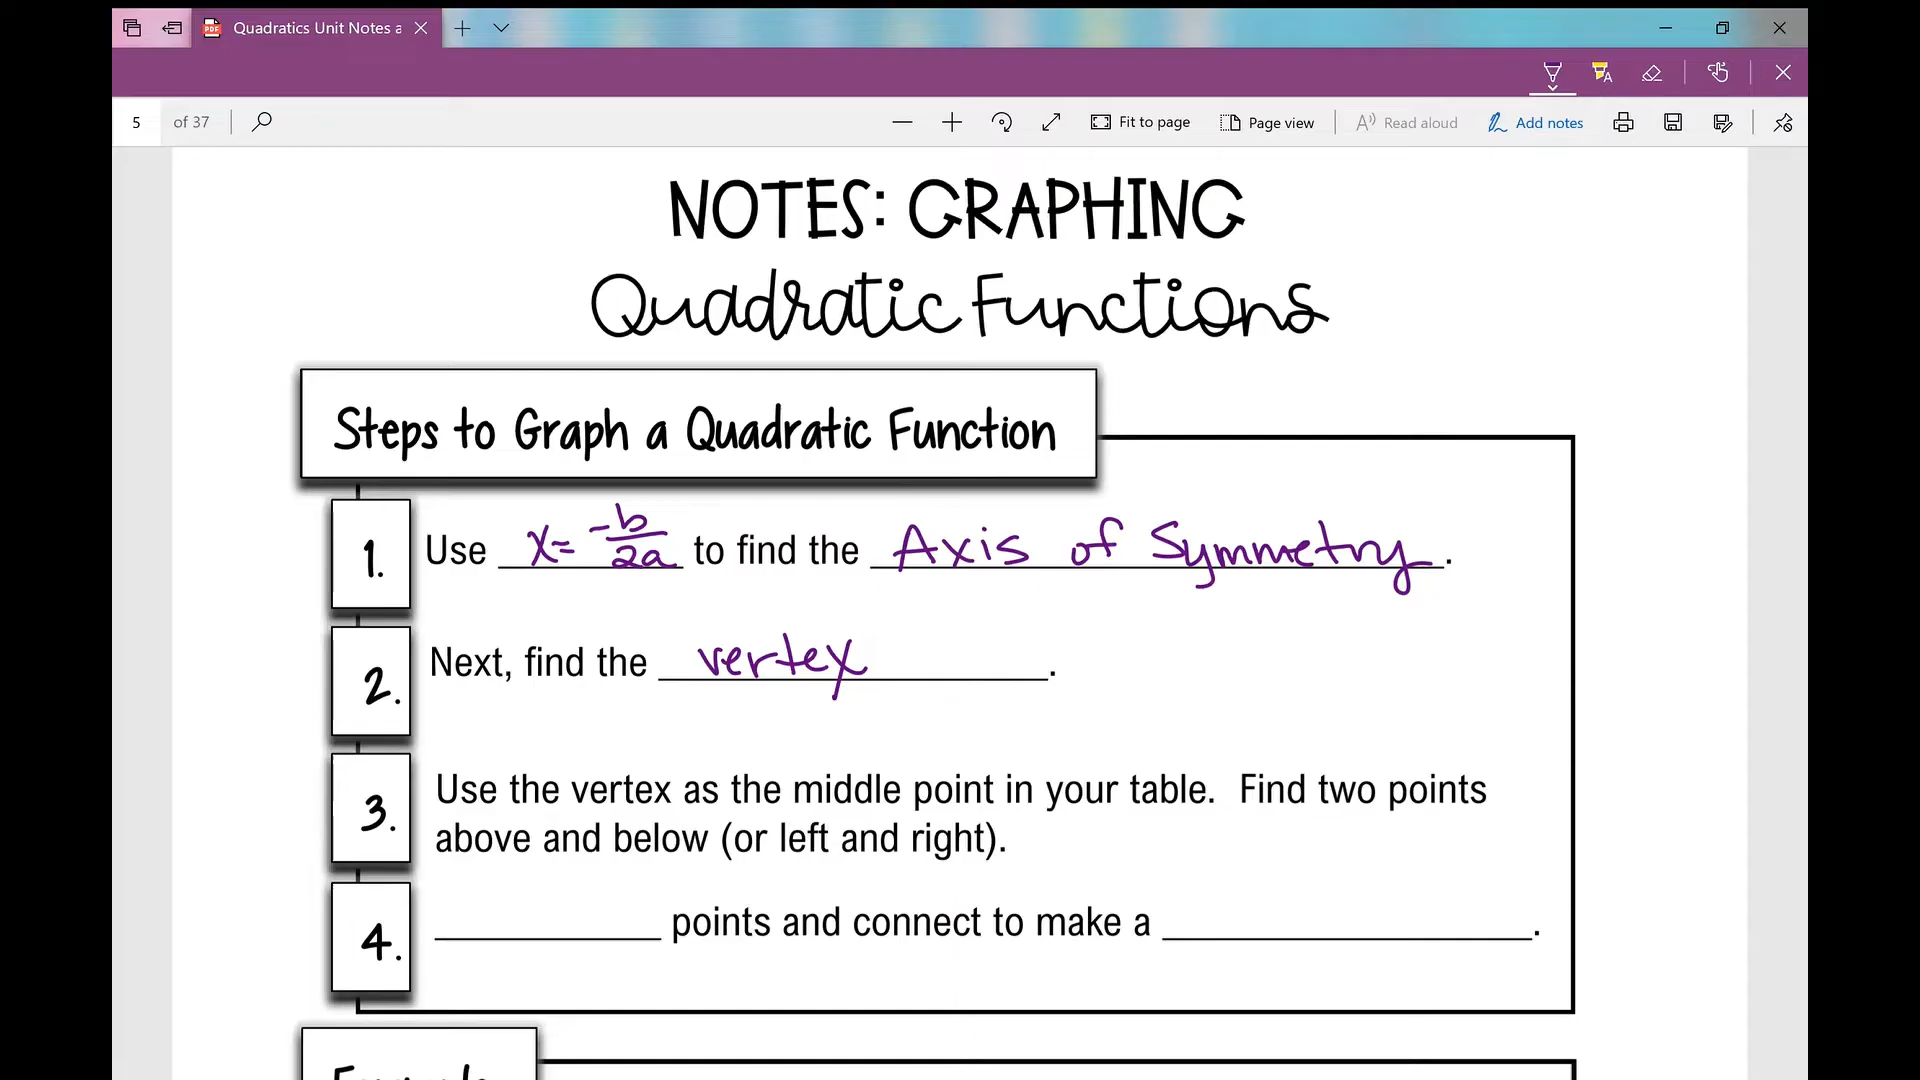 Quadratics Unit Notes a
5 of 37
Fit to page
Page view
Read aloud
Add notes
NOTES: GRAPHING
Quadratic Functions
Steps to Graph a Quadratic Function
1. Use x = -b/2a to find the Axis of Symmetry.
2. Next, find the vertex.
3. Use the vertex as the middle point in your table. Find two points
above and below (or left and right).
4. __________ points and connect to make a __________.